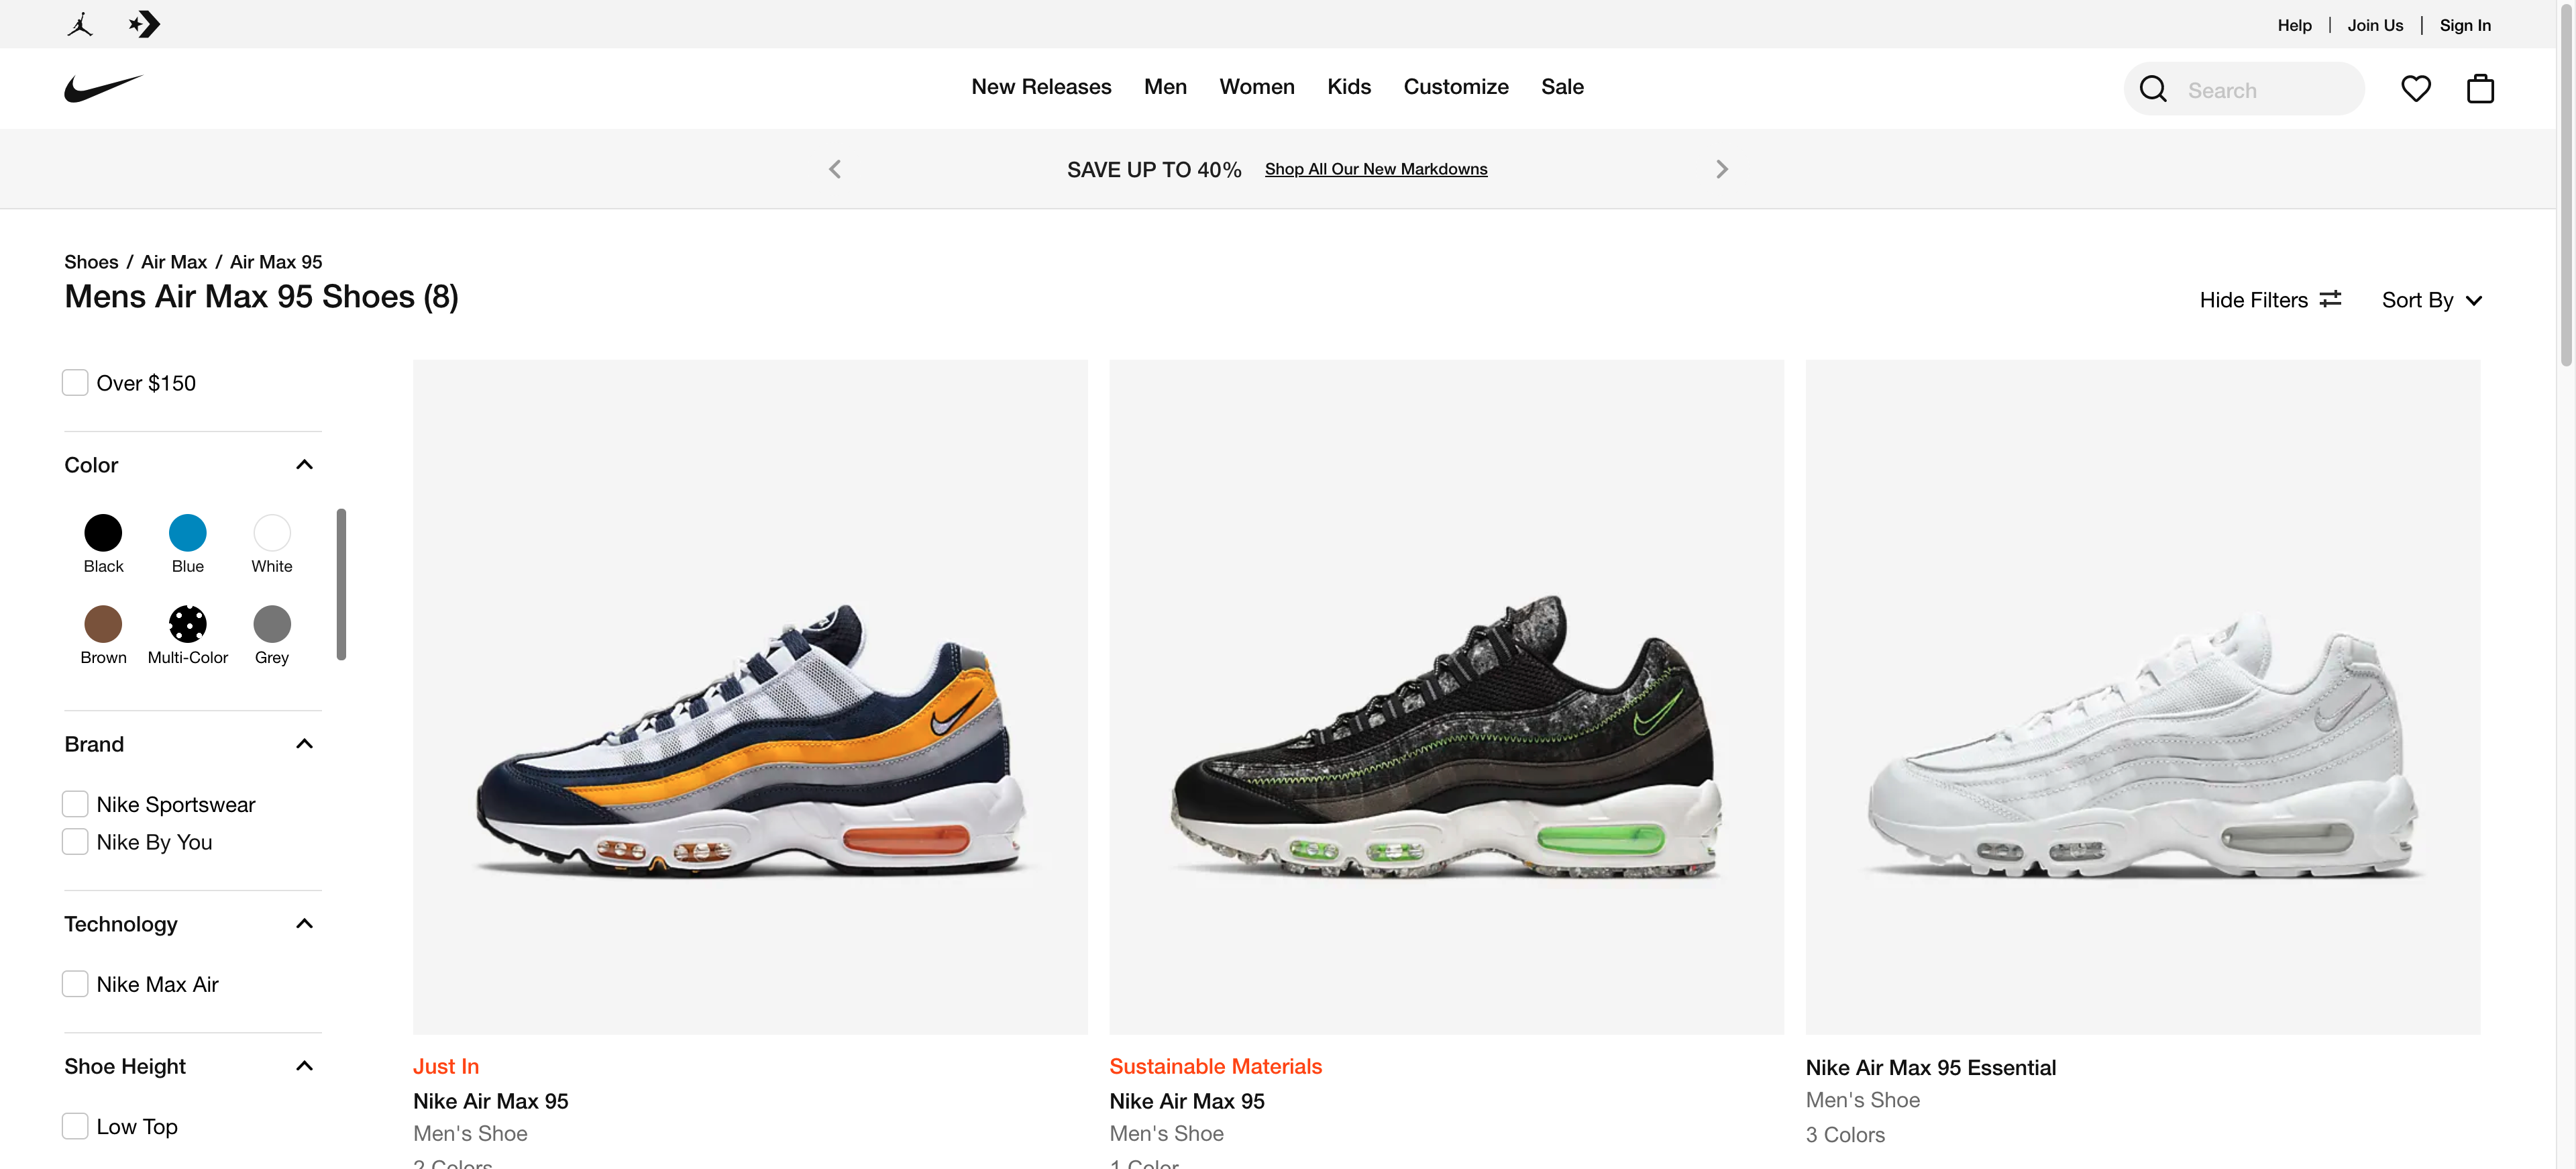 Help | Join Us | Sign In
New Releases Men Women Kids Customize Sale
Search
SAVE UP TO 40% Shop All Our New Markdowns
Shoes / Air Max / Air Max 95
Mens Air Max 95 Shoes (8)
Hide Filters Sort By
Over $150
Color
Black Blue White
Brown Multi-Color Grey
Brand
Nike Sportswear
Nike By You
Technology
Nike Max Air
Shoe Height
Low Top
Just In
Nike Air Max 95
Men's Shoe
2 Colors
Sustainable Materials
Nike Air Max 95
Men's Shoe
1 Color
Nike Air Max 95 Essential
Men's Shoe
3 Colors